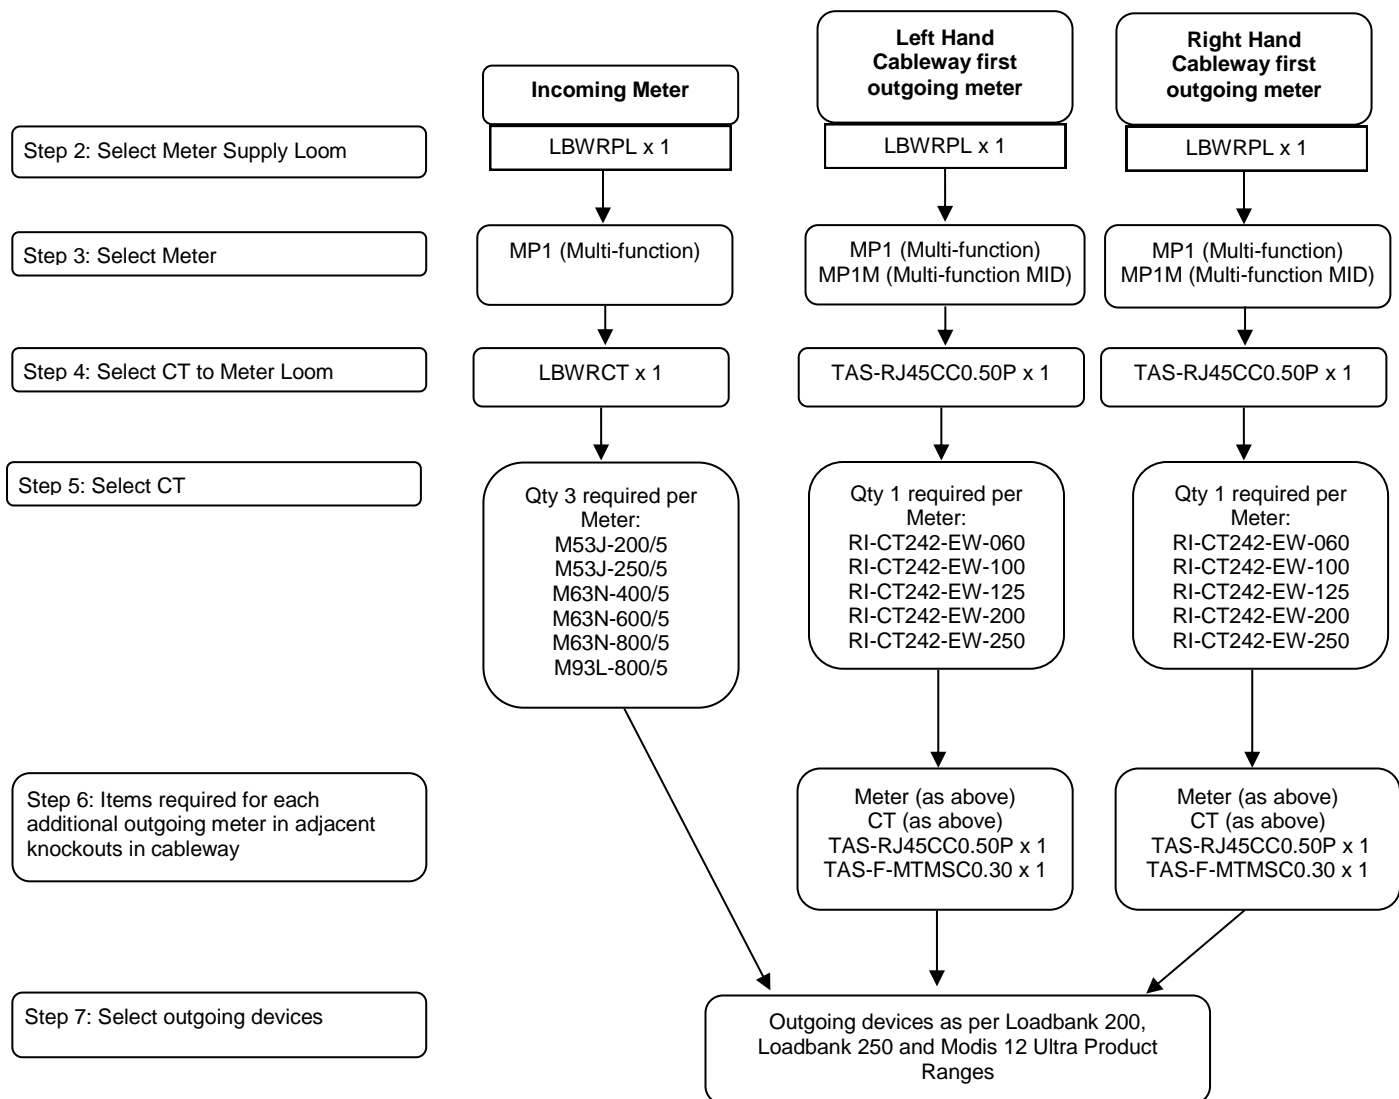 Incoming Meter
Left Hand
Cableway first
outgoing meter
Right Hand
Cableway first
outgoing meter
Step 2: Select Meter Supply Loom
LBWRPL x 1
LBWRPL x 1
LBWRPL x 1
Step 3: Select Meter
MP1 (Multi-function)
MP1 (Multi-function)
MP1M (Multi-function MID)
MP1 (Multi-function)
MP1M (Multi-function MID)
Step 4: Select CT to Meter Loom
LBWRCT x 1
TAS-RJ45CC0.50P x 1
TAS-RJ45CC0.50P x 1
Step 5: Select CT
Qty 3 required per
Meter:
M53J-200/5
M53J-250/5
M63N-400/5
M63N-600/5
M63N-800/5
M93L-800/5
Qty 1 required per
Meter:
RI-CT242-EW-060
RI-CT242-EW-100
RI-CT242-EW-125
RI-CT242-EW-200
RI-CT242-EW-250
Qty 1 required per
Meter:
RI-CT242-EW-060
RI-CT242-EW-100
RI-CT242-EW-125
RI-CT242-EW-200
RI-CT242-EW-250
Step 6: Items required for each
additional outgoing meter in adjacent
knockouts in cableway
Meter (as above)
CT (as above)
TAS-RJ45CC0.50P x 1
TAS-F-MTMSC0.30 x 1
Meter (as above)
CT (as above)
TAS-RJ45CC0.50P x 1
TAS-F-MTMSC0.30 x 1
Step 7: Select outgoing devices
Outgoing devices as per Loadbank 200,
Loadbank 250 and Modis 12 Ultra Product
Ranges